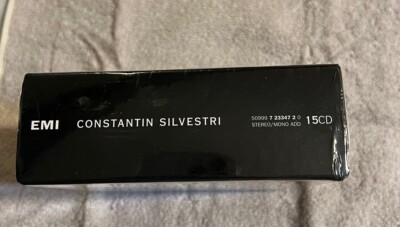 EMI CONSTANTIN SILVESTRI
50999 7 23347 2 0
STEREO/MONO ADD
15CD